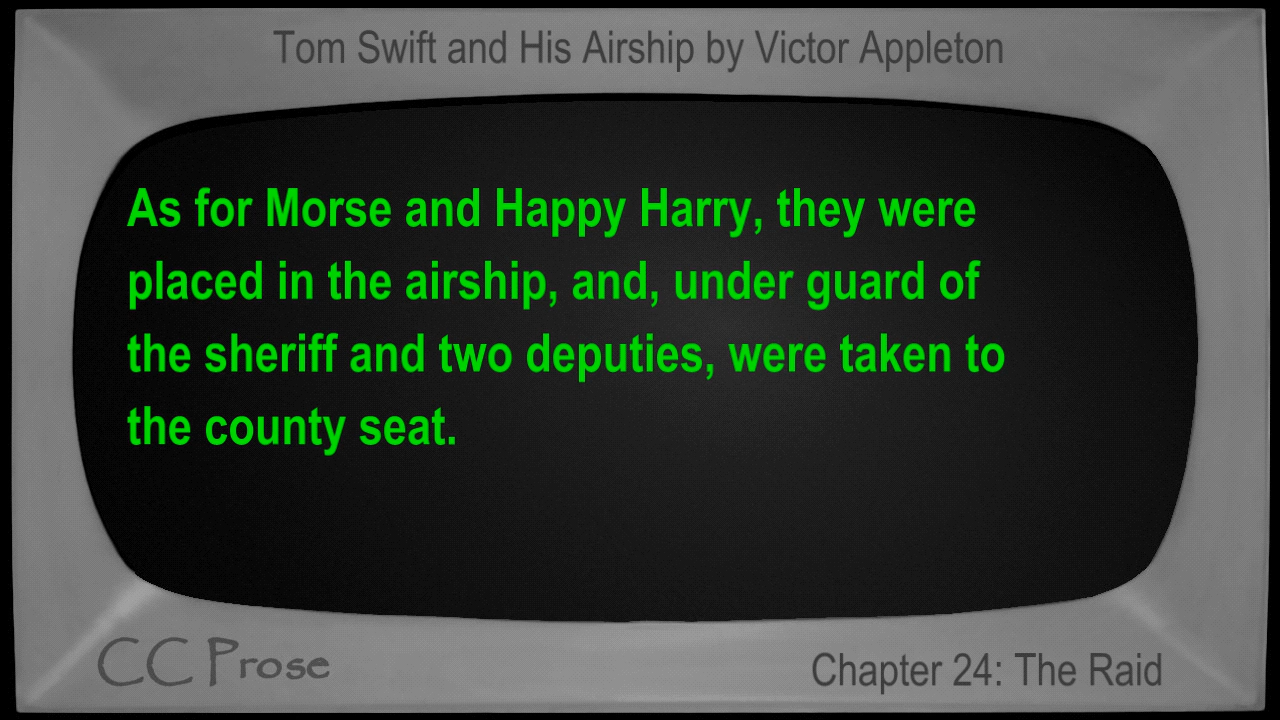 Tom Swift and His Airship by Victor Appleton
As for Morse and Happy Harry, they were
placed in the airship, and, under guard of
the sheriff and two deputies, were taken to
the county seat.
CC Prose
Chapter 24: The Raid